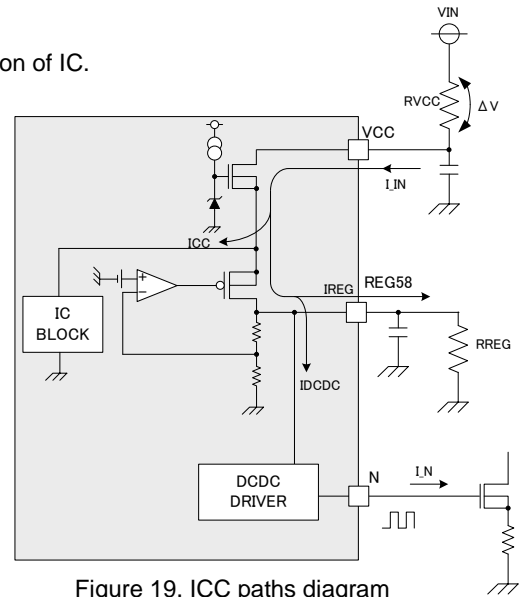 on of IC.
VIN
RVCC
ΔV
VCC
I_IN
ICC
IREG
REG58
+
−
IC
BLOCK
RREG
IDCDC
DCDC
DRIVER
N
I_N
Figure 19. ICC paths diagram